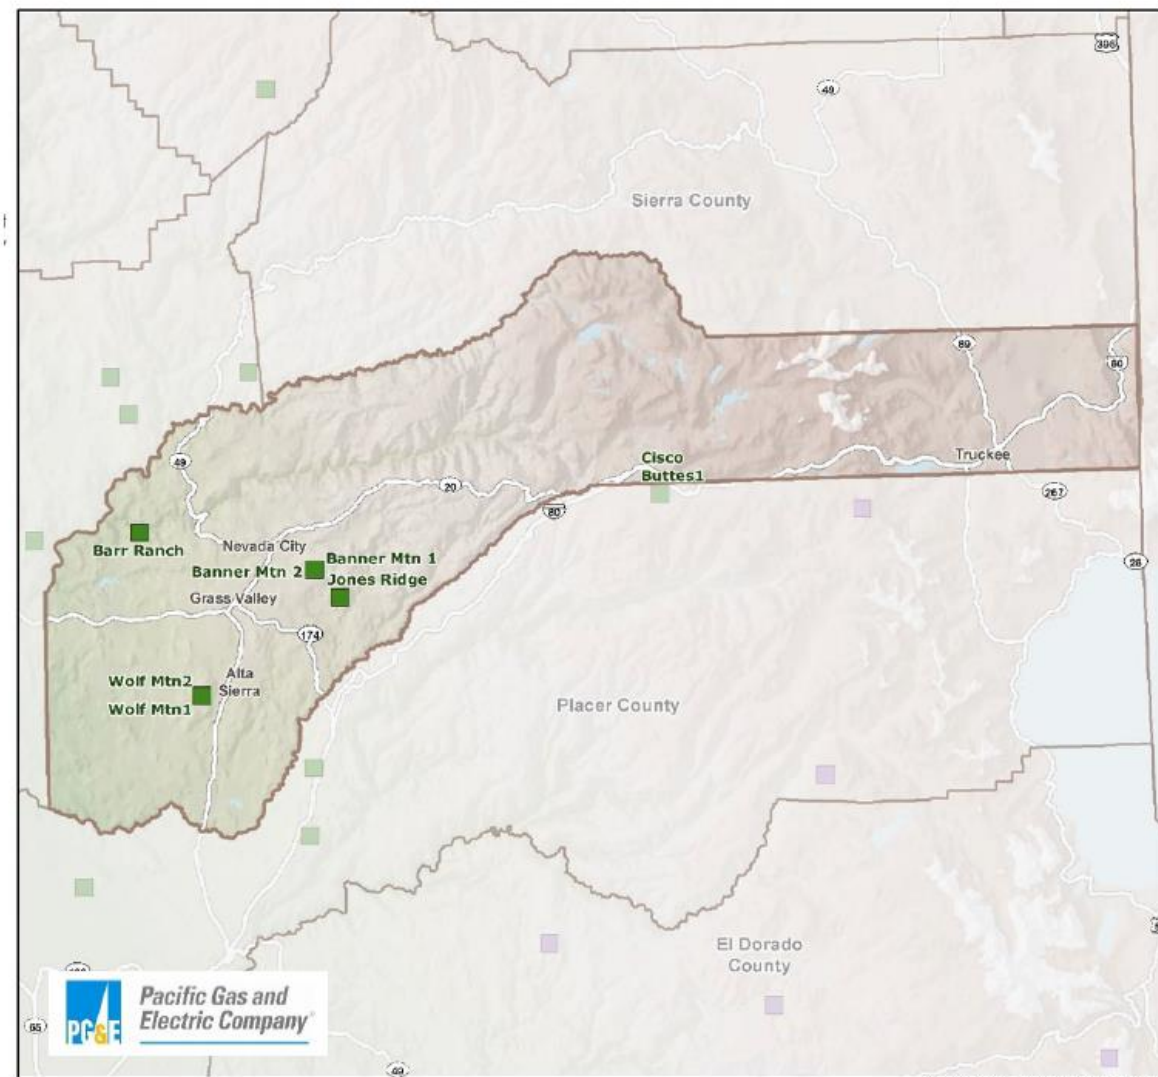 395
49
Sierra County
89
80
Cisco
Buttes1
Truckee
49
20
267
80
Barr Ranch
Nevada City
Banner Mtn 1
Banner Mtn 2
Jones Ridge
28
Grass Valley
174
Wolf Mtn2
Alta
Sierra
Wolf Mtn1
Placer County
El Dorado
County
Pacific Gas and
Electric Company
PG&E
65
49